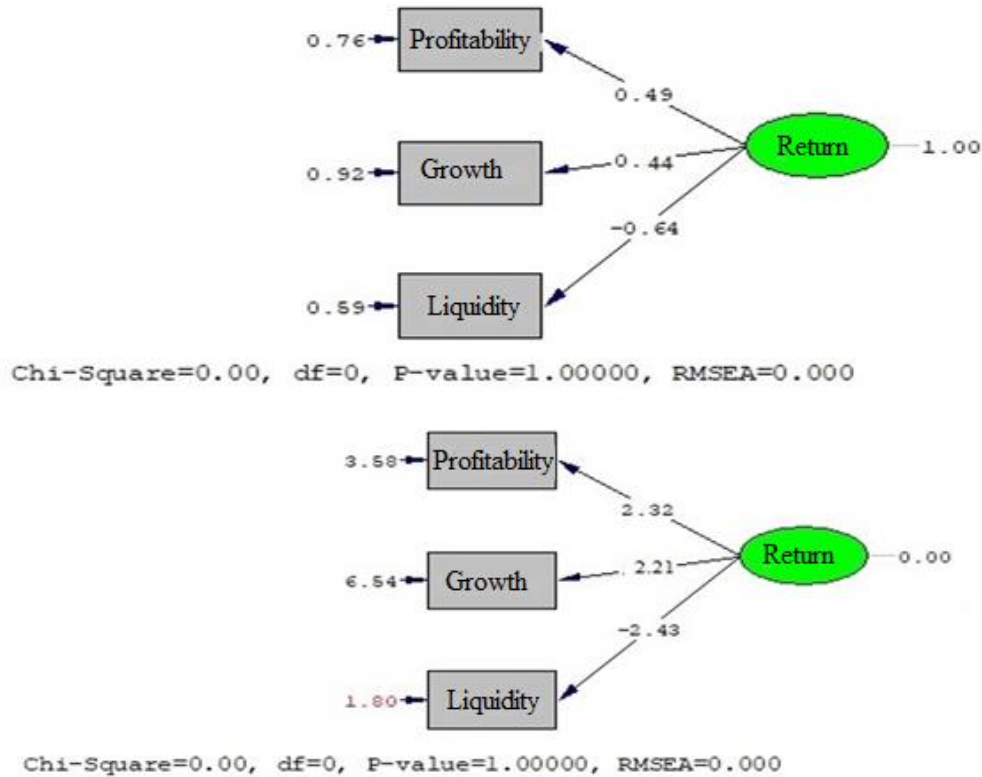 0.76 Profitability
0.49
Return 1.00
0.92 Growth 0.44
-0.64
0.59 Liquidity
Chi-Square=0.00, df=0, P-value=1.00000, RMSEA=0.000
3.58 Profitability
2.32
Return 0.00
6.54 Growth 2.21
-2.43
1.80 Liquidity
Chi-Square=0.00, df=0, P-value=1.00000, RMSEA=0.000